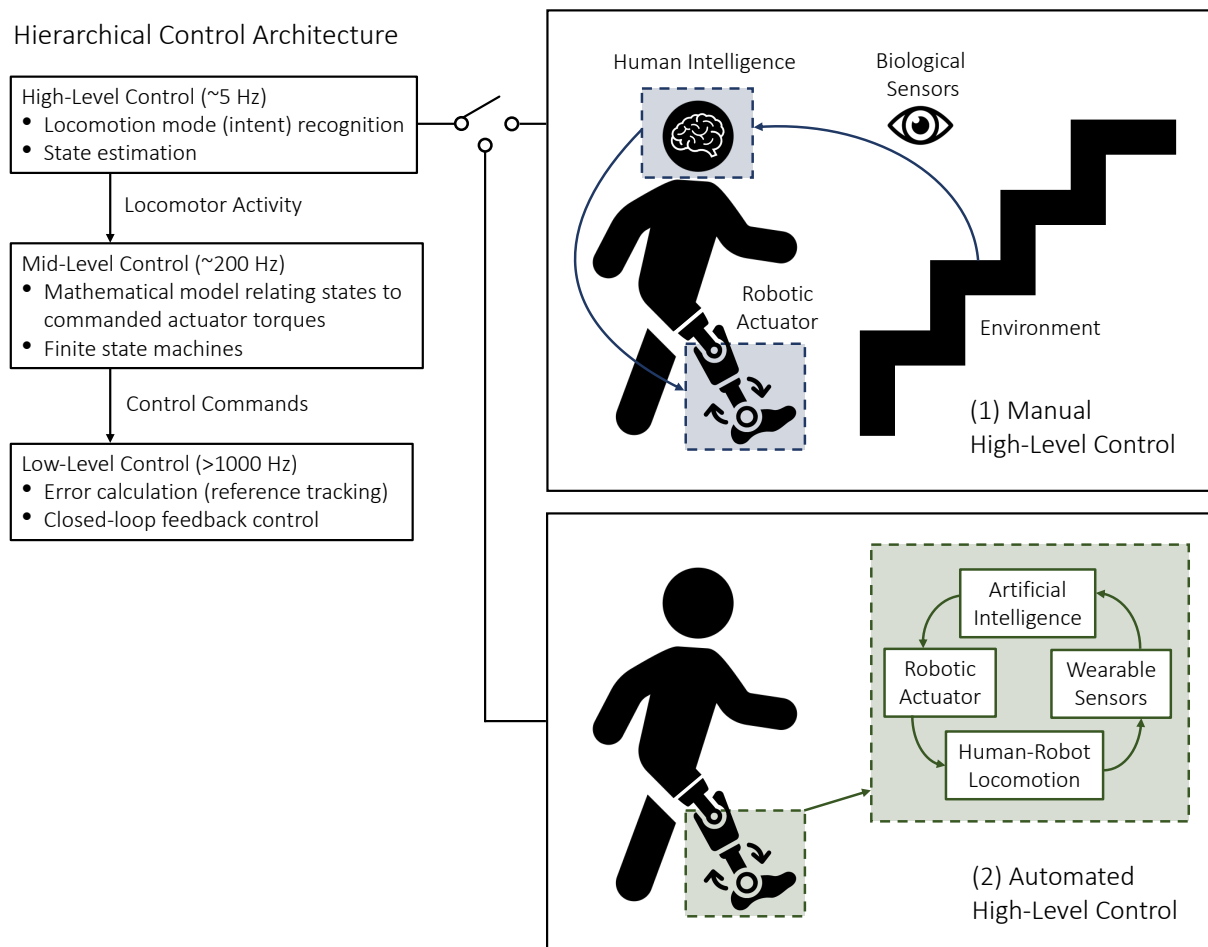 Hierarchical Control Architecture
High-Level Control (~5 Hz)
• Locomotion mode (intent) recognition
• State estimation
Locomotor Activity
Mid-Level Control (~200 Hz)
• Mathematical model relating states to
commanded actuator torques
• Finite state machines
Control Commands
Low-Level Control (>1000 Hz)
• Error calculation (reference tracking)
• Closed-loop feedback control
Human Intelligence
Biological
Sensors
Robotic
Actuator
Environment
(1) Manual
High-Level Control
Artificial
Intelligence
Robotic
Actuator
Wearable
Sensors
Human-Robot
Locomotion
(2) Automated
High-Level Control